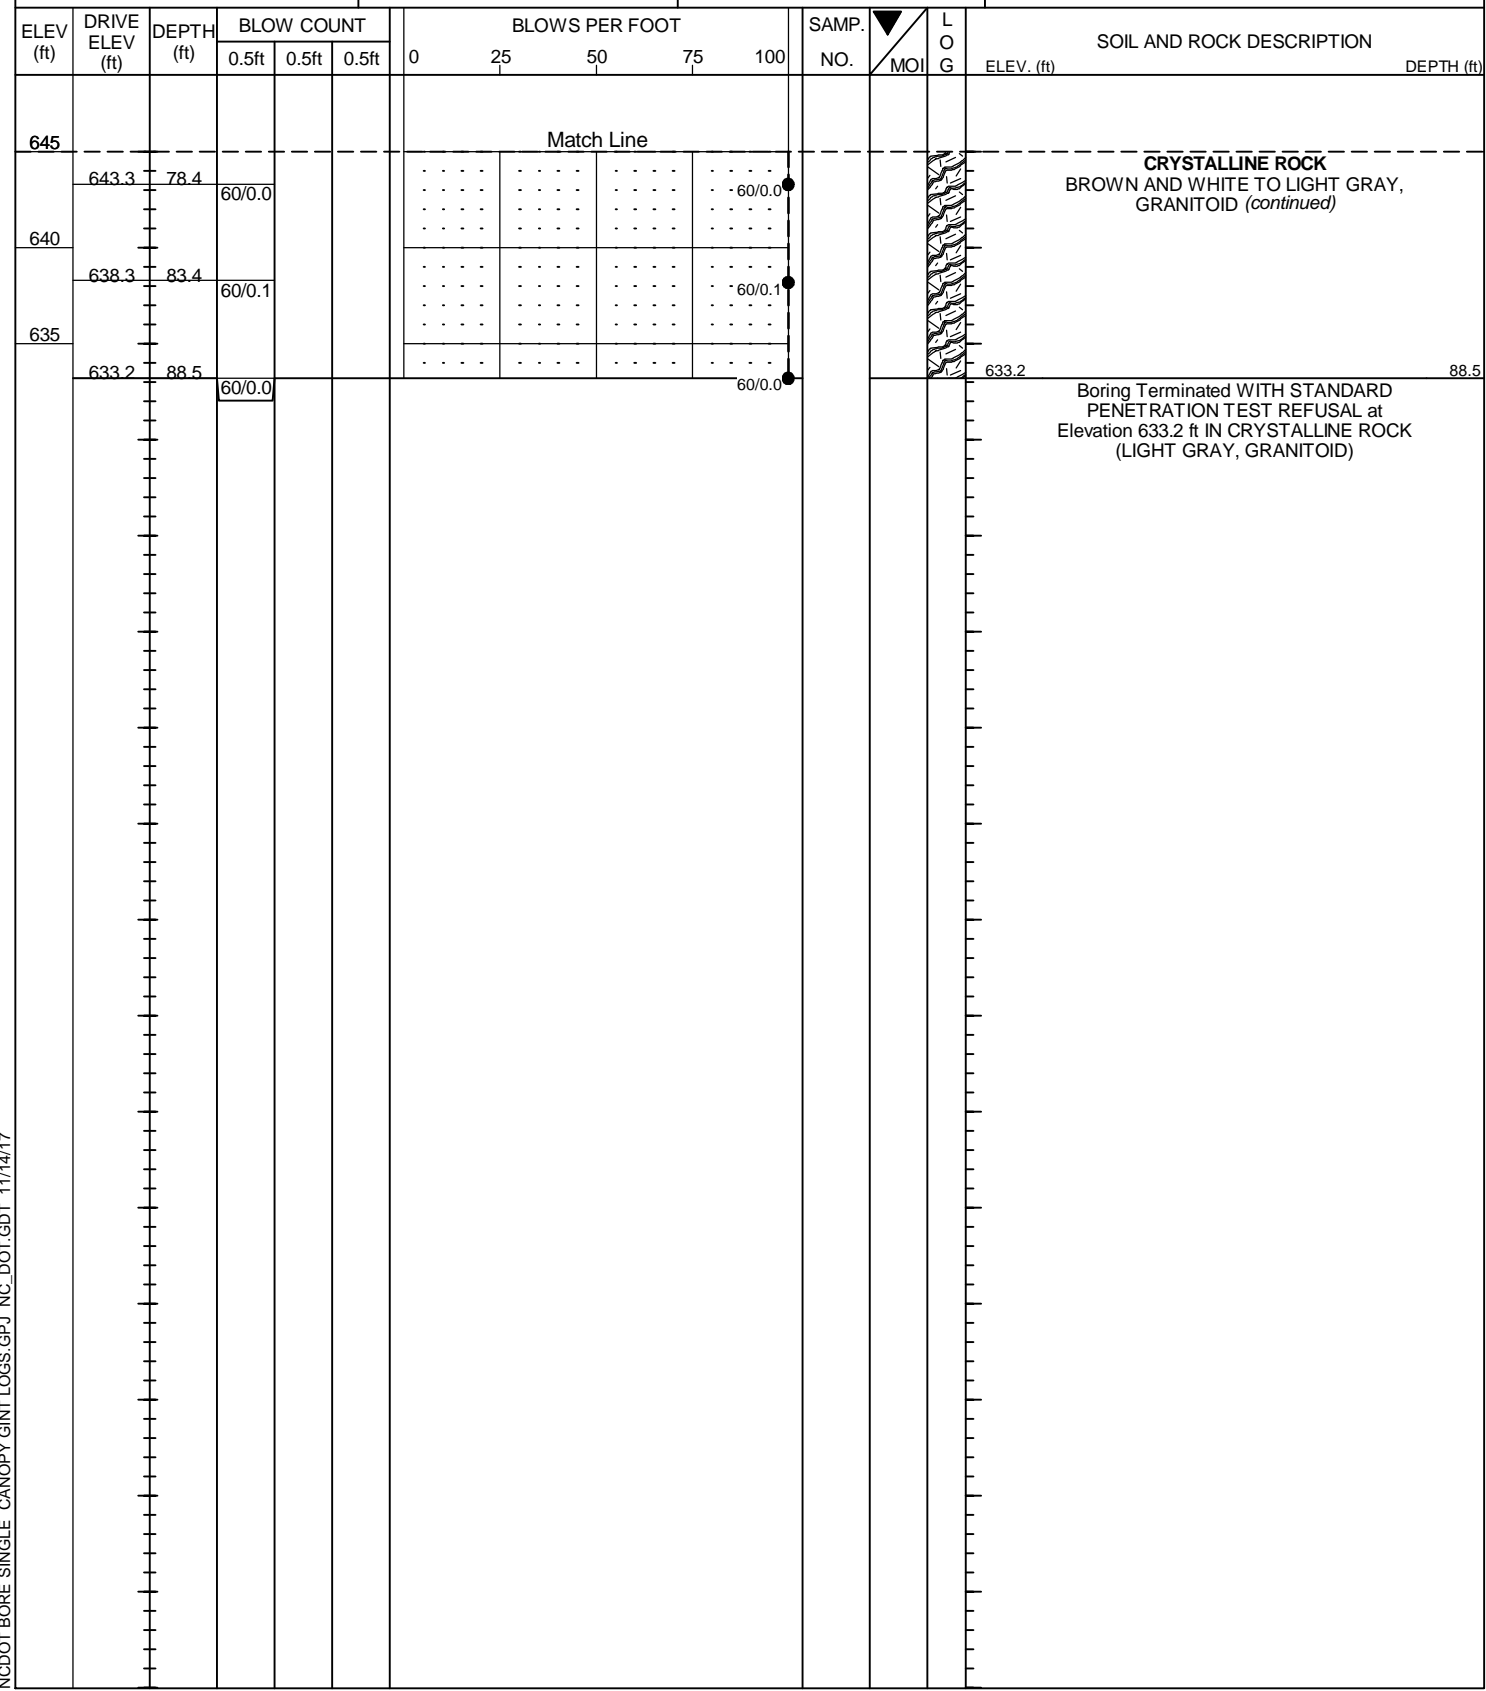 ELEV (ft)
DRIVE ELEV (ft)
DEPTH (ft)
BLOW COUNT
0.5ft 0.5ft 0.5ft
BLOWS PER FOOT
0 25 50 75 100
SAMP. NO.
MOI
LOG
SOIL AND ROCK DESCRIPTION
ELEV. (ft) DEPTH (ft)
645
Match Line
CRYSTALLINE ROCK
643.3 78.4
60/0.0
60/0.0
BROWN AND WHITE TO LIGHT GRAY,
GRANITOID (continued)
640
638.3 83.4
60/0.1
60/0.1
635
633.2 88.5
60/0.0
60/0.0
633.2 88.5
Boring Terminated WITH STANDARD
PENETRATION TEST REFUSAL at
Elevation 633.2 ft IN CRYSTALLINE ROCK
(LIGHT GRAY, GRANITOID)
NCDOT BORE SINGLE CANOPY GINT LOGS.GPJ NC_DOT.GDT 11/14/17